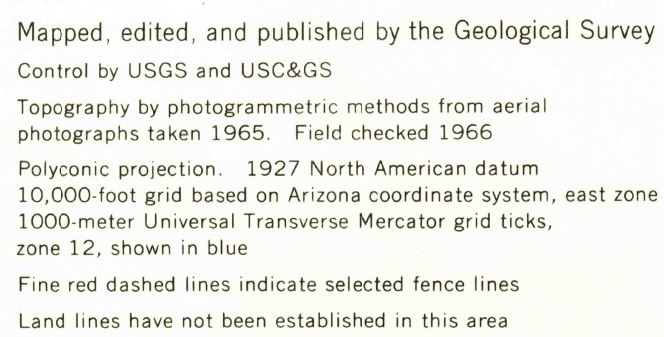 Mapped, edited, and published by the Geological Survey
Control by USGS and USC&GS
Topography by photogrammetric methods from aerial
photographs taken 1965. Field checked 1966
Polyconic projection. 1927 North American datum
10,000-foot grid based on Arizona coordinate system, east zone
1000-meter Universal Transverse Mercator grid ticks,
zone 12, shown in blue
Fine red dashed lines indicate selected fence lines
Land lines have not been established in this area